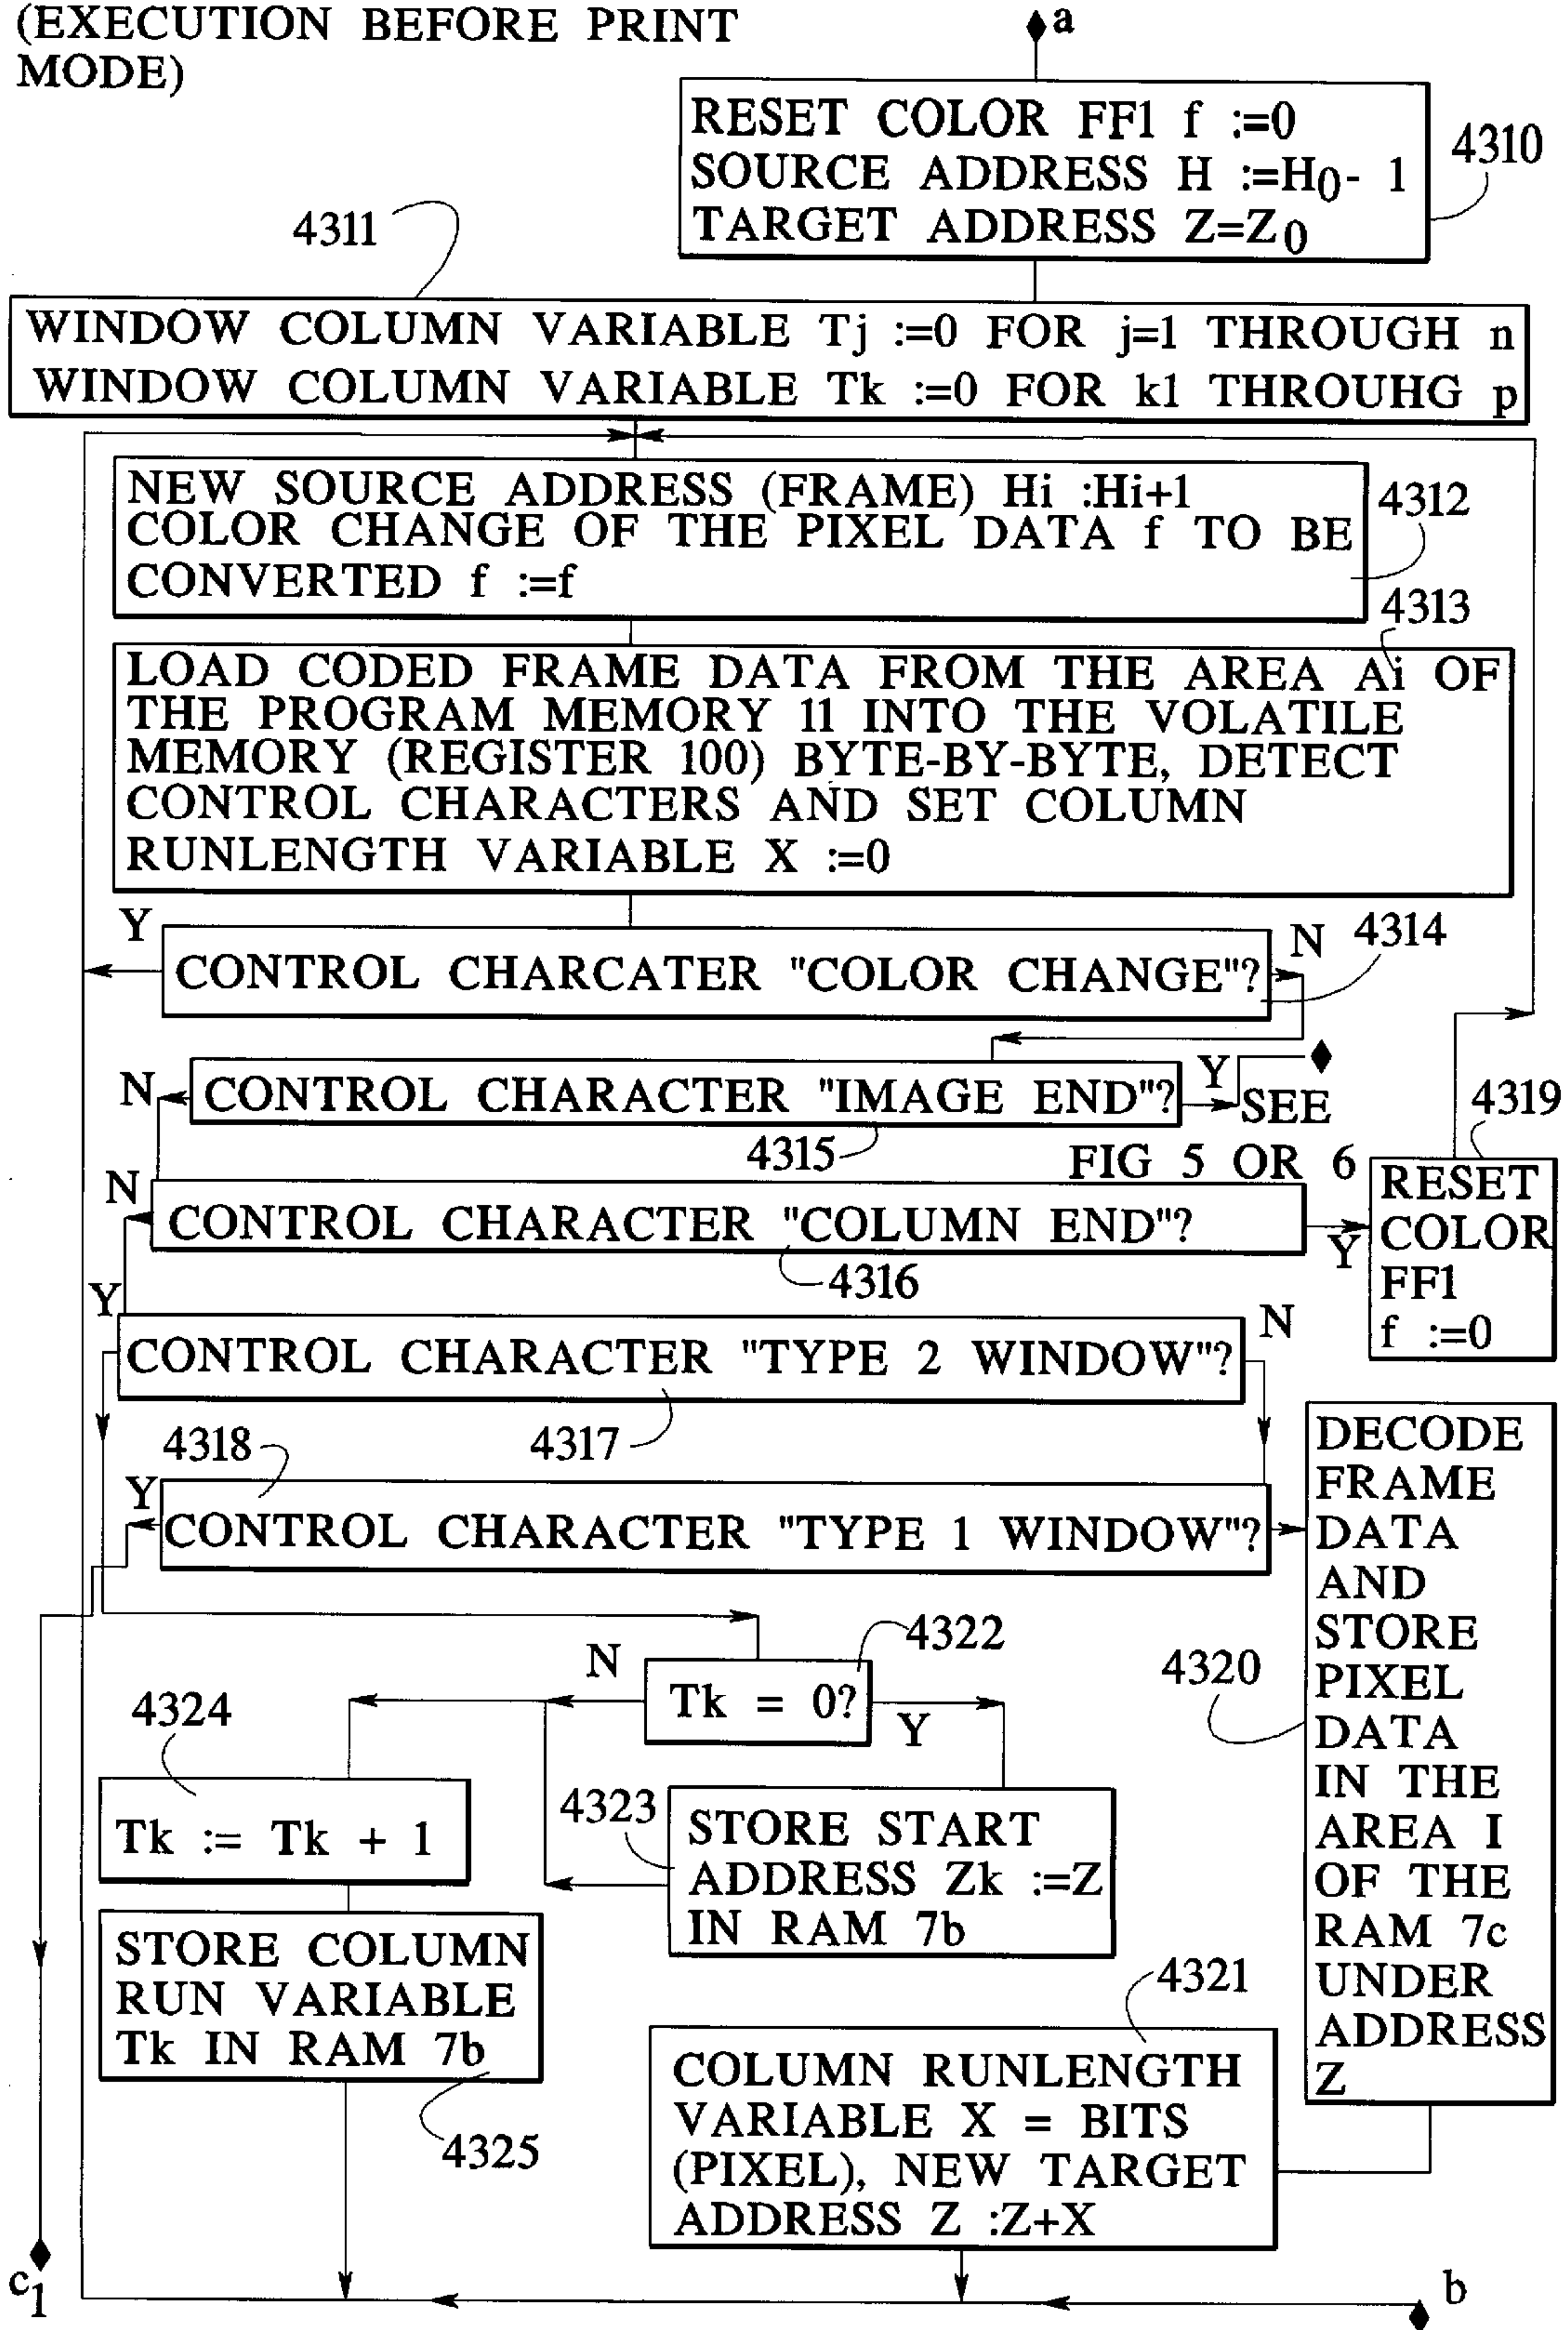 (EXECUTION BEFORE PRINT
MODE)
a
RESET COLOR FF1 f :=0
SOURCE ADDRESS H :=H0- 1
TARGET ADDRESS Z=Z0
4310
4311
WINDOW COLUMN VARIABLE Tj :=0 FOR j=1 THROUGH n
WINDOW COLUMN VARIABLE Tk :=0 FOR k1 THROUHG p
NEW SOURCE ADDRESS (FRAME) Hi :Hi+1
COLOR CHANGE OF THE PIXEL DATA f TO BE
CONVERTED f :=f
4312
4313
LOAD CODED FRAME DATA FROM THE AREA Ai OF
THE PROGRAM MEMORY 11 INTO THE VOLATILE
MEMORY (REGISTER 100) BYTE-BY-BYTE, DETECT
CONTROL CHARACTERS AND SET COLUMN
RUNLENGTH VARIABLE X :=0
Y
CONTROL CHARCATER "COLOR CHANGE"?
N
4314
N
CONTROL CHARACTER "IMAGE END"?
Y
SEE
FIG 5 OR 6
4315
4319
RESET
COLOR
FF1
f :=0
N
CONTROL CHARACTER "COLUMN END"?
Y
4316
Y
CONTROL CHARACTER "TYPE 2 WINDOW"?
N
4317
4318
Y
CONTROL CHARACTER "TYPE 1 WINDOW"?
DECODE
FRAME
DATA
AND
STORE
PIXEL
DATA
IN THE
AREA I
OF THE
RAM 7c
UNDER
ADDRESS
Z
4320
4322
N
Tk = 0?
Y
4324
Tk := Tk + 1
4323
STORE START
ADDRESS Zk :=Z
IN RAM 7b
STORE COLUMN
RUN VARIABLE
Tk IN RAM 7b
4325
4321
COLUMN RUNLENGTH
VARIABLE X = BITS
(PIXEL), NEW TARGET
ADDRESS Z :Z+X
c1
b